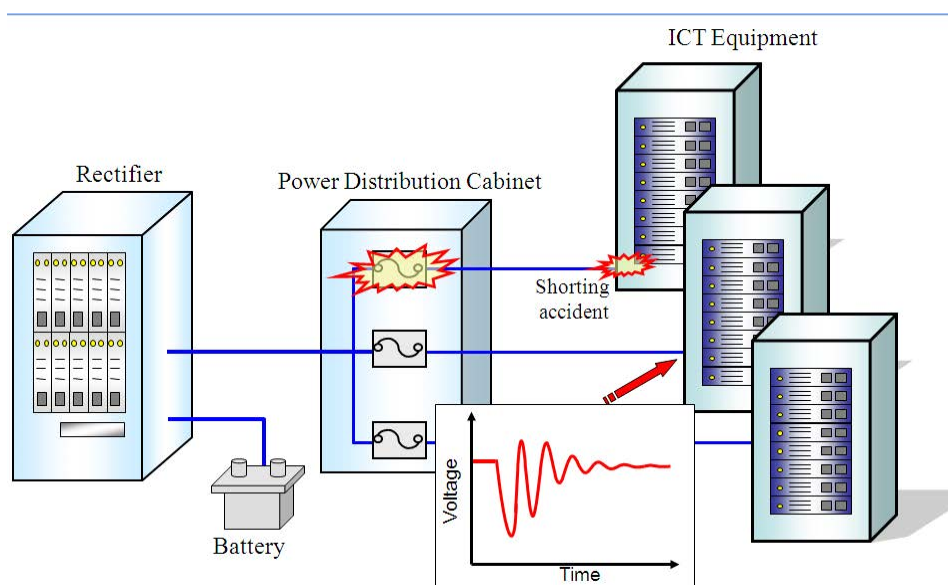 ICT Equipment
Rectifier
Power Distribution Cabinet
Shorting
accident
Voltage
Time
Battery